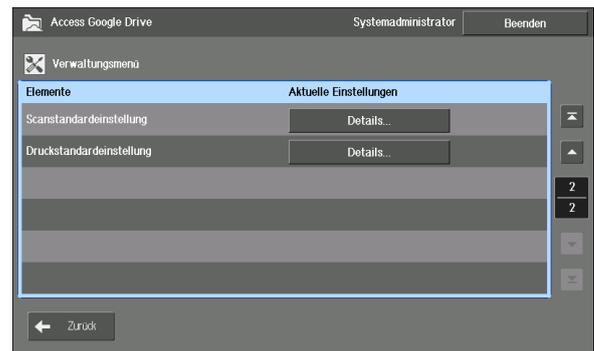 Access Google Drive Systemadministrator Beenden
Verwaltungsmenü
Elemente Aktuelle Einstellungen
Scanstandardeinstellung Details...
Druckstandardeinstellung Details...
2
2
Zurück